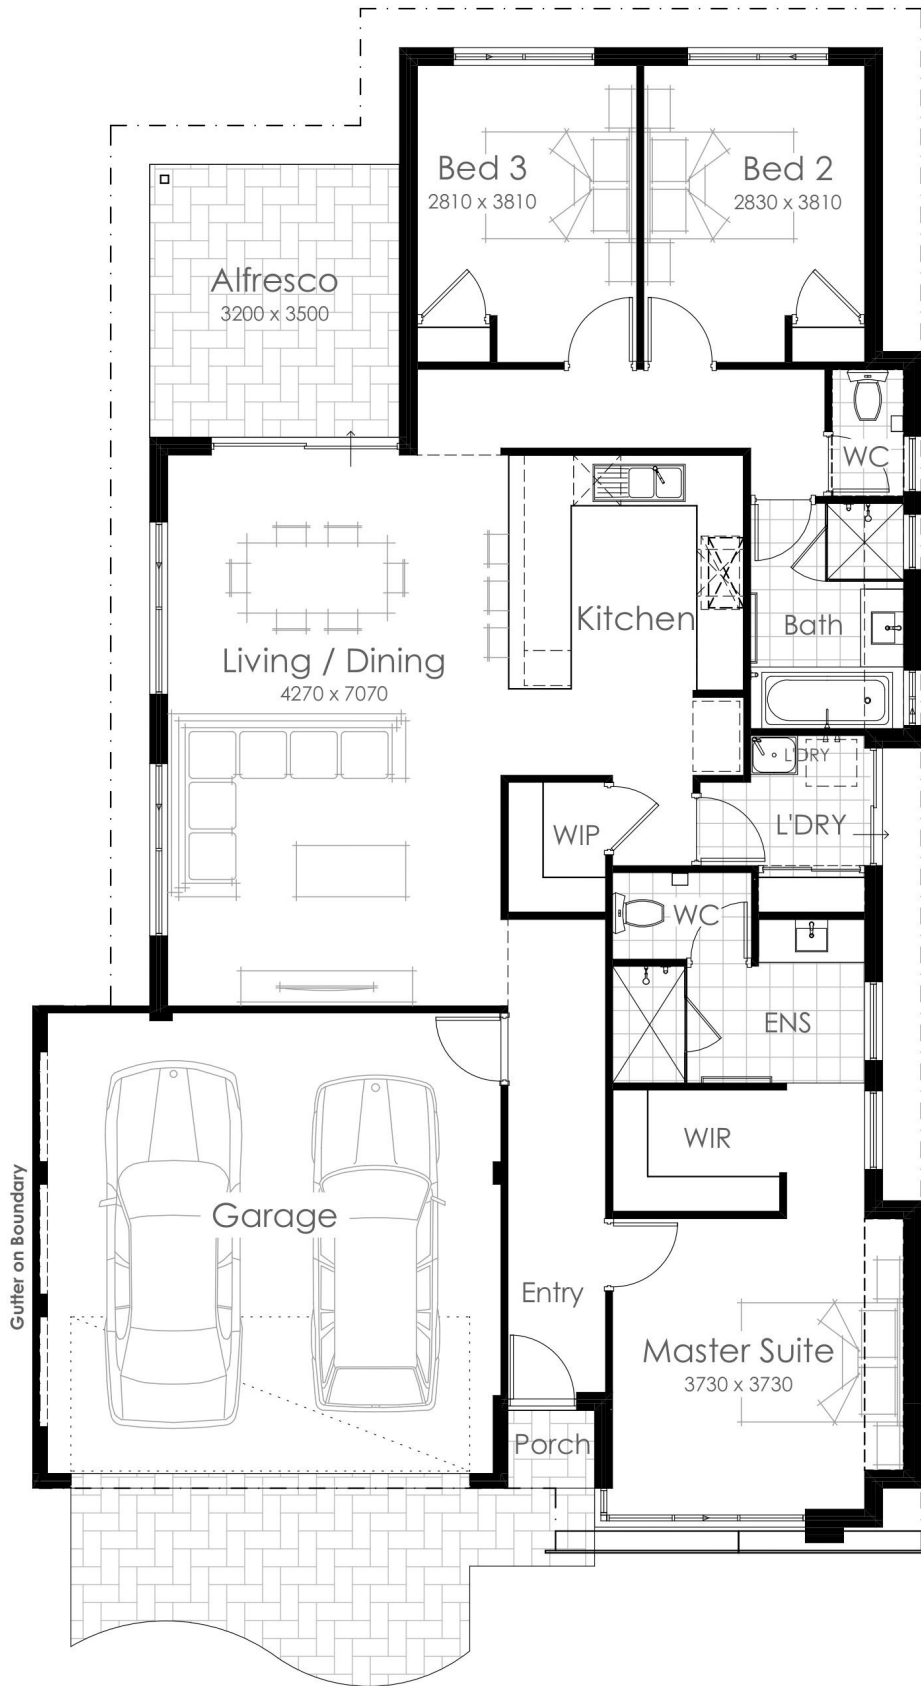 Bed 3
2810 x 3810
Bed 2
2830 x 3810
Alfresco
3200 x 3500
WC
Kitchen
Bath
Living / Dining
4270 x 7070
L'DRY
L'DRY
WIP
WC
ENS
WIR
Garage
Gutter on Boundary
Entry
Master Suite
3730 x 3730
Porch